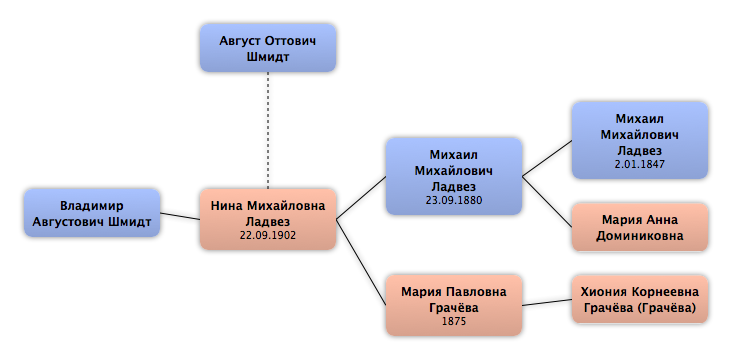 Август Оттович
Шмидт
Владимир
Августович Шмидт
Нина Михайловна
Ладвез
22.09.1902
Михаил
Михайлович
Ладвез
23.09.1880
Мария Павловна
Грачёва
1875
Михаил
Михайлович
Ладвез
2.01.1847
Мария Анна
Доминиковна
Хиония Корнеевна
Грачёва (Грачёва)